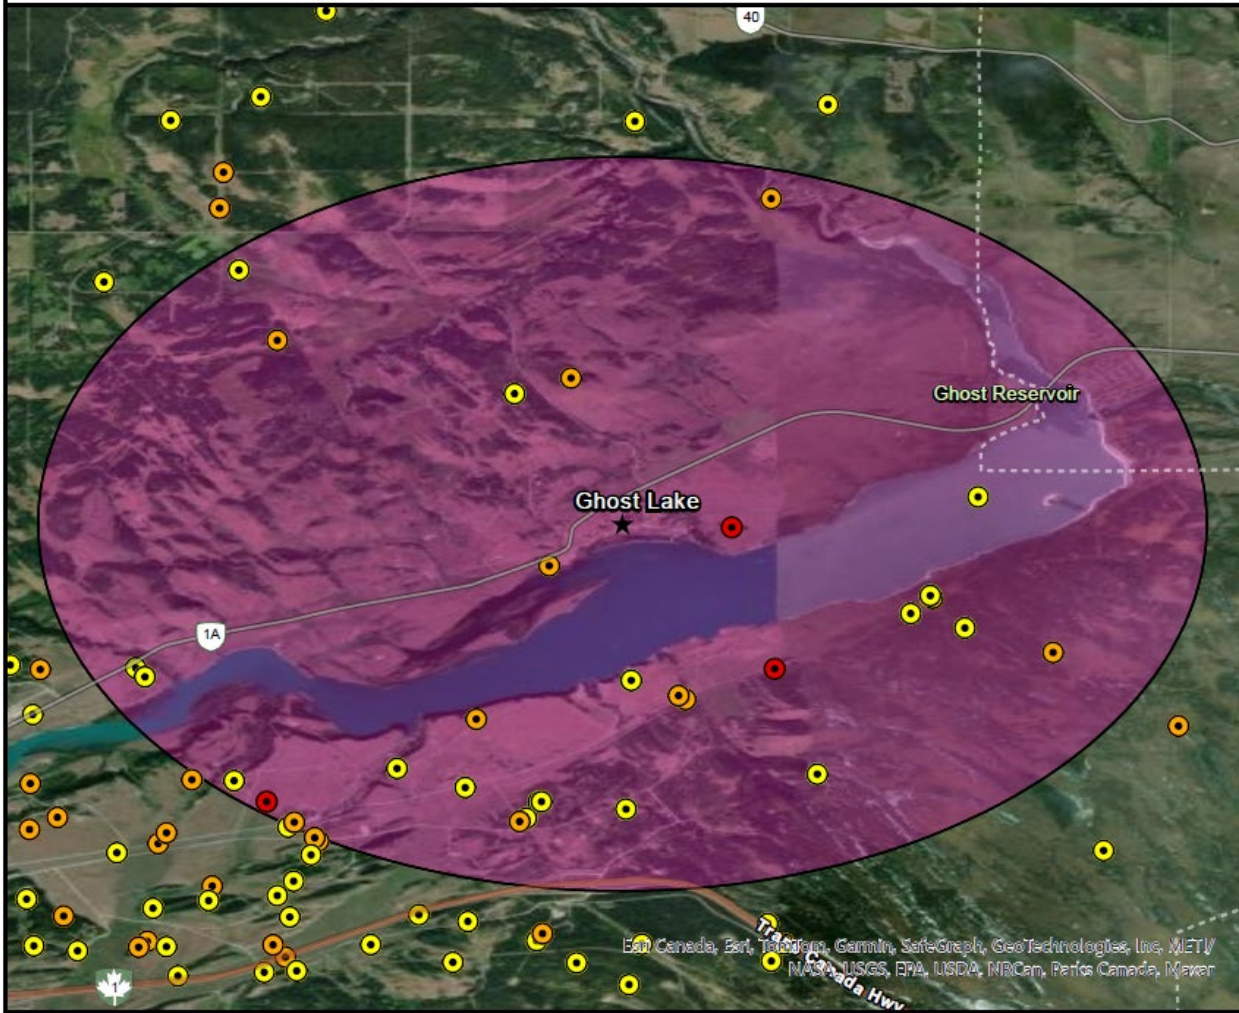 40
Ghost Reservoir
Ghost Lake
1A
Trans Canada Hwy
Esri Canada, Esri, TomTom, Garmin, SafeGraph, GeoTechnologies, Inc, METI/
NASA, USGS, EPA, USDA, NRCan, Parks Canada, Maxar
1